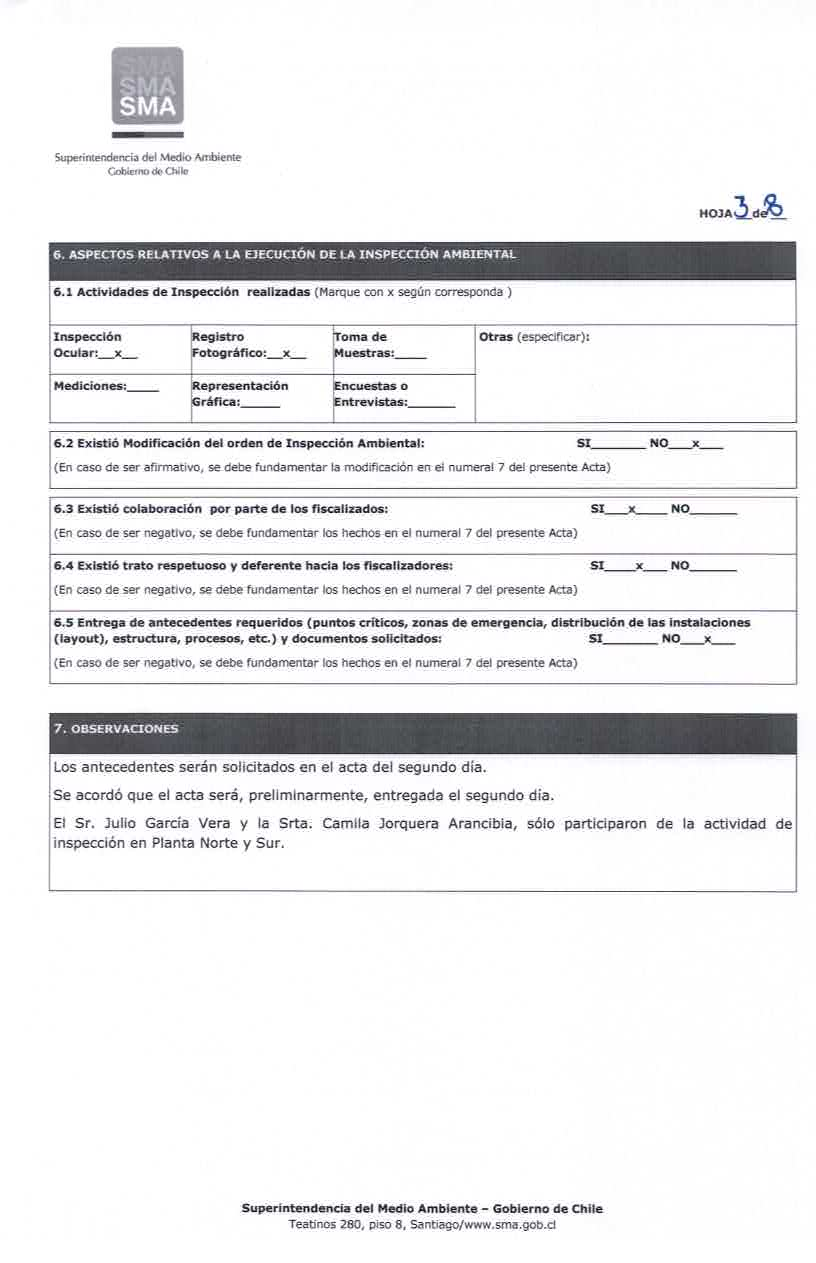 SMA
SMA
SMA
Superintendencia del Medio Ambiente
Gobierno de Chile
HOJA 3 de 8
6. ASPECTOS RELATIVOS A LA EJECUCIÓN DE LA INSPECCIÓN AMBIENTAL
6.1 Actividades de Inspección realizadas (Marque con x según corresponda )
Inspección
Ocular:__x__
Registro
Fotográfico:__x__
Toma de
Muestras:____
Otras (especificar):
Mediciones:____
Representación
Gráfica:_____
Encuestas o
Entrevistas:______
6.2 Existió Modificación del orden de Inspección Ambiental: SI_______ NO___x___
(En caso de ser afirmativo, se debe fundamentar la modificación en el numeral 7 del presente Acta)
6.3 Existió colaboración por parte de los fiscalizados: SI___x____ NO______
(En caso de ser negativo, se debe fundamentar los hechos en el numeral 7 del presente Acta)
6.4 Existió trato respetuoso y deferente hacia los fiscalizadores: SI____x___ NO______
(En caso de ser negativo, se debe fundamentar los hechos en el numeral 7 del presente Acta)
6.5 Entrega de antecedentes requeridos (puntos críticos, zonas de emergencia, distribución de las instalaciones
(layout), estructura, procesos, etc.) y documentos solicitados: SI_______ NO___x___
(En caso de ser negativo, se debe fundamentar los hechos en el numeral 7 del presente Acta)
7. OBSERVACIONES
Los antecedentes serán solicitados en el acta del segundo día.
Se acordó que el acta será, preliminarmente, entregada el segundo día.
El Sr. Julio García Vera y la Srta. Camila Jorquera Arancibia, sólo participaron de la actividad de
inspección en Planta Norte y Sur.
Superintendencia del Medio Ambiente – Gobierno de Chile
Teatinos 280, piso 8, Santiago/www.sma.gob.cl